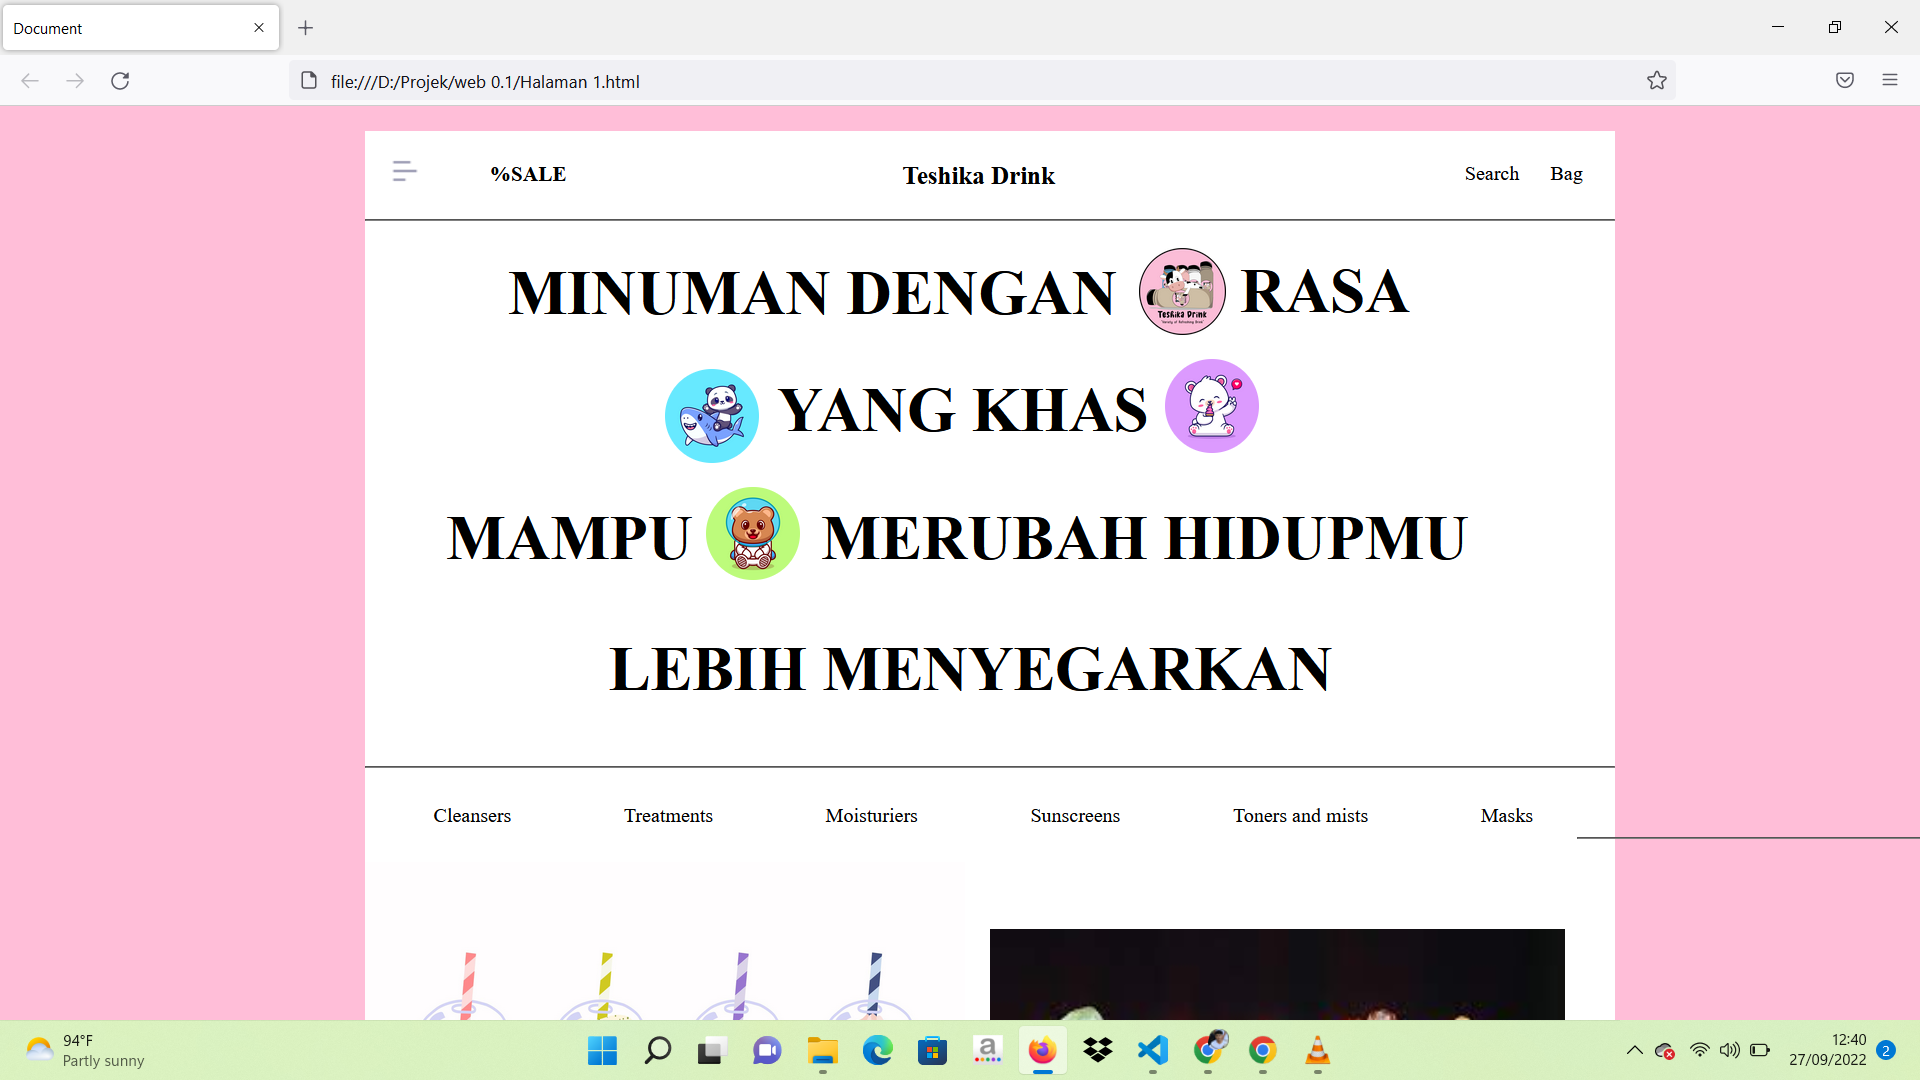 Document
file:///D:/Projek/web 0.1/Halaman 1.html
%SALE
Teshika Drink
Search
Bag
MINUMAN DENGAN RASA
Teshika Drink
YANG KHAS
MAMPU MERUBAH HIDUPMU
LEBIH MENYEGARKAN
Cleansers
Treatments
Moisturiers
Sunscreens
Toners and mists
Masks
94°F
Partly sunny
12:40
27/09/2022
2